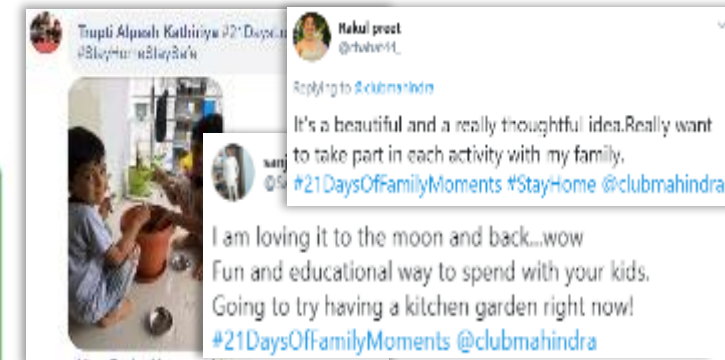 Trupti Alpesh Kathiriya
#StayHomeStaySafe
Rakul preet
Replying to @clubmahindra
It's a beautiful and a really thoughtful idea.Really want
to take part in each activity with my family.
#21DaysOfFamilyMoments #StayHome @clubmahindra
I am loving it to the moon and back...wow
Fun and educational way to spend with your kids.
Going to try having a kitchen garden right now!
#21DaysOfFamilyMoments @clubmahindra